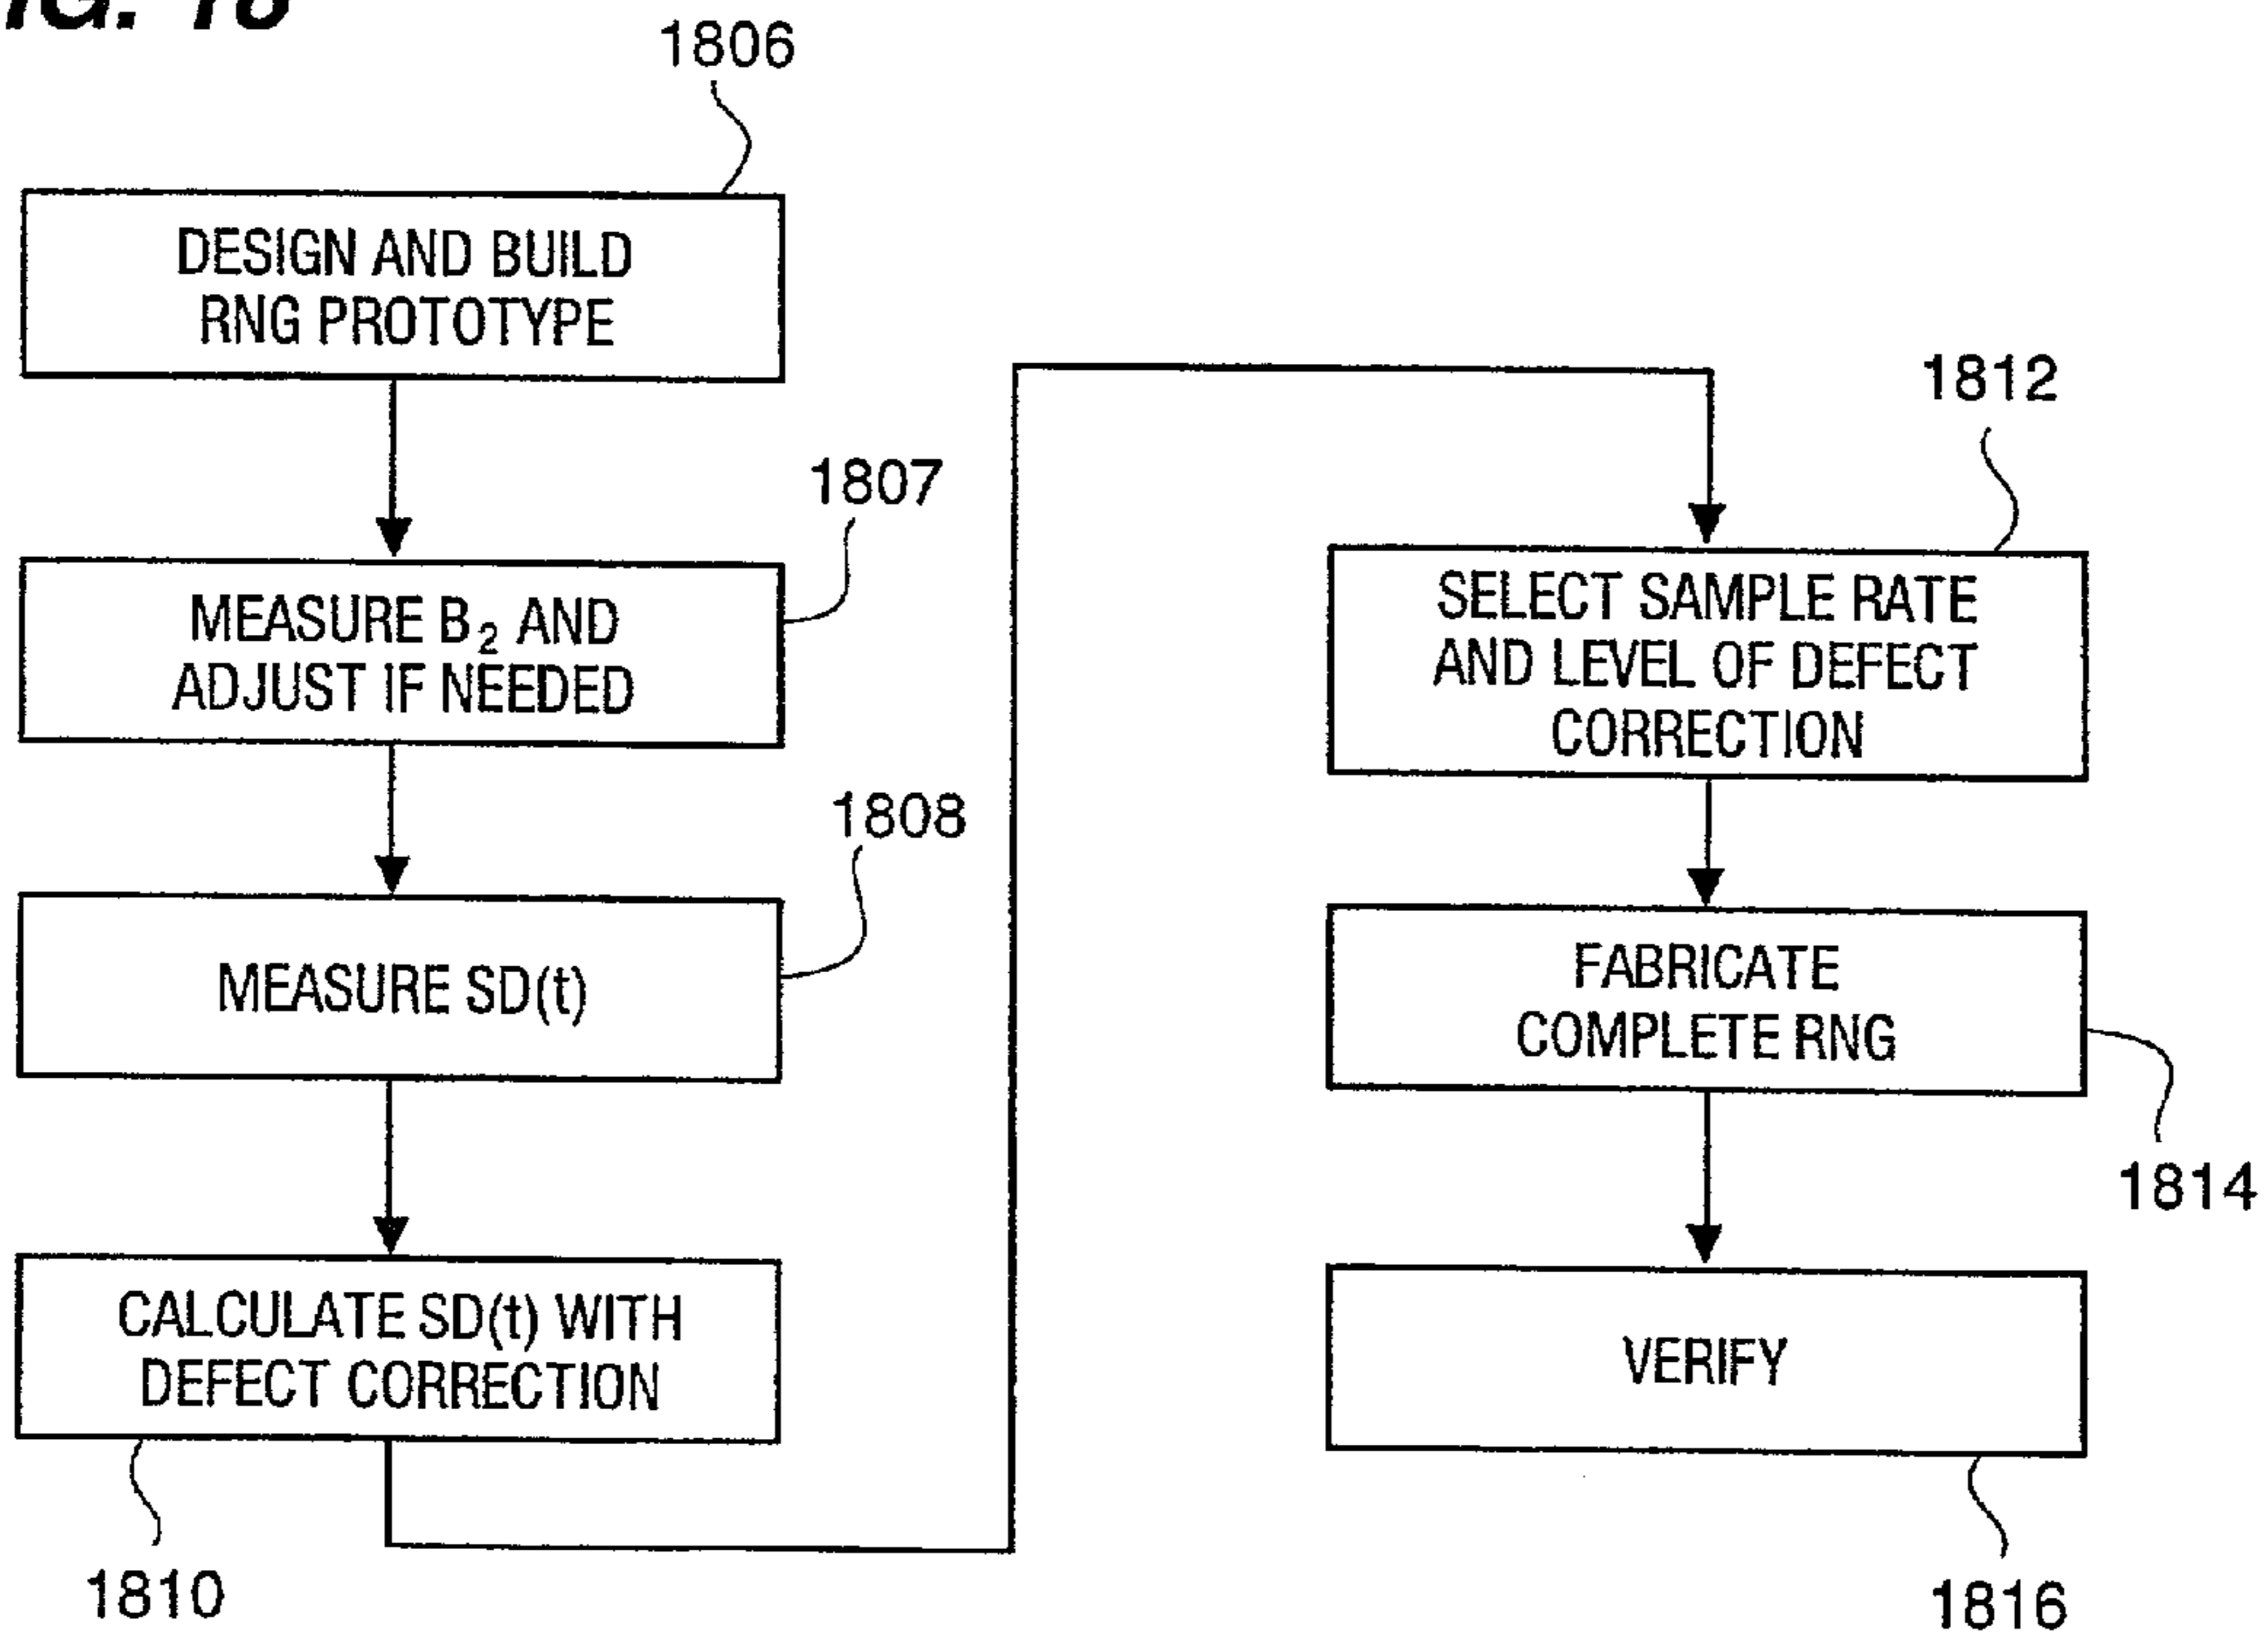 1806
DESIGN AND BUILD
RNG PROTOTYPE
1807
MEASURE B₂ AND
ADJUST IF NEEDED
1808
MEASURE SD(t)
CALCULATE SD(t) WITH
DEFECT CORRECTION
1810
1812
SELECT SAMPLE RATE
AND LEVEL OF DEFECT
CORRECTION
FABRICATE
COMPLETE RNG
1814
VERIFY
1816